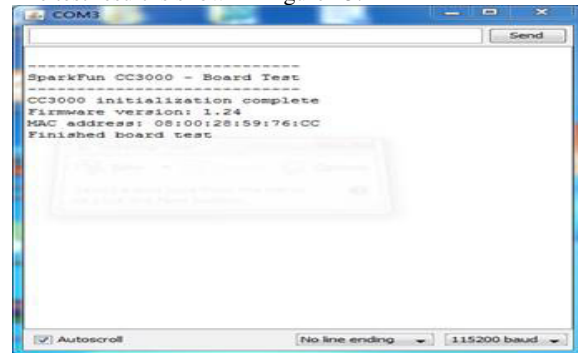 COM3
Send
----------------------------
SparkFun CC3000 - Board Test
----------------------------
CC3000 initialization complete
Firmware version: 1.24
MAC address: 08:00:28:59:76:CC
Finished board test
Autoscroll
No line ending
115200 baud